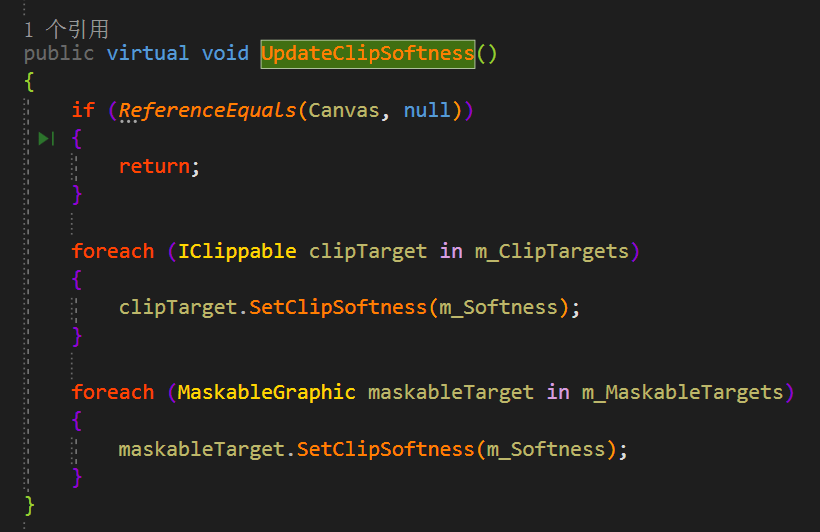 1 个引用
public virtual void UpdateClipSoftness()
{
if (ReferenceEquals(Canvas, null))
{
return;
}
foreach (IClippable clipTarget in m_ClipTargets)
{
clipTarget.SetClipSoftness(m_Softness);
}
foreach (MaskableGraphic maskableTarget in m_MaskableTargets)
{
maskableTarget.SetClipSoftness(m_Softness);
}
}